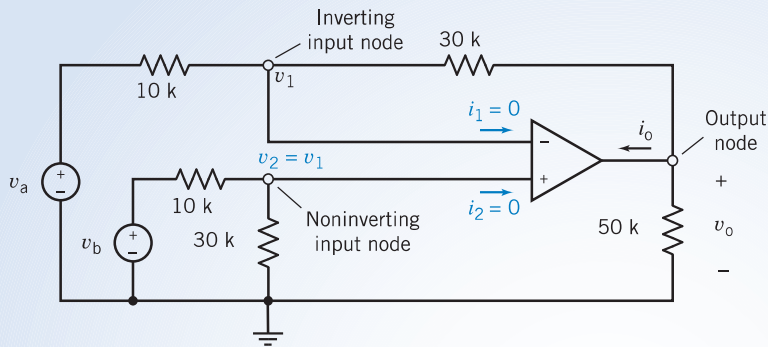 Inverting
input node
30 k
10 k
v1
i1 = 0
Output
node
io
v2 = v1
va
+
−
−
+
+
10 k
i2 = 0
Noninverting
input node
30 k
vb
+
−
50 k
vo
−